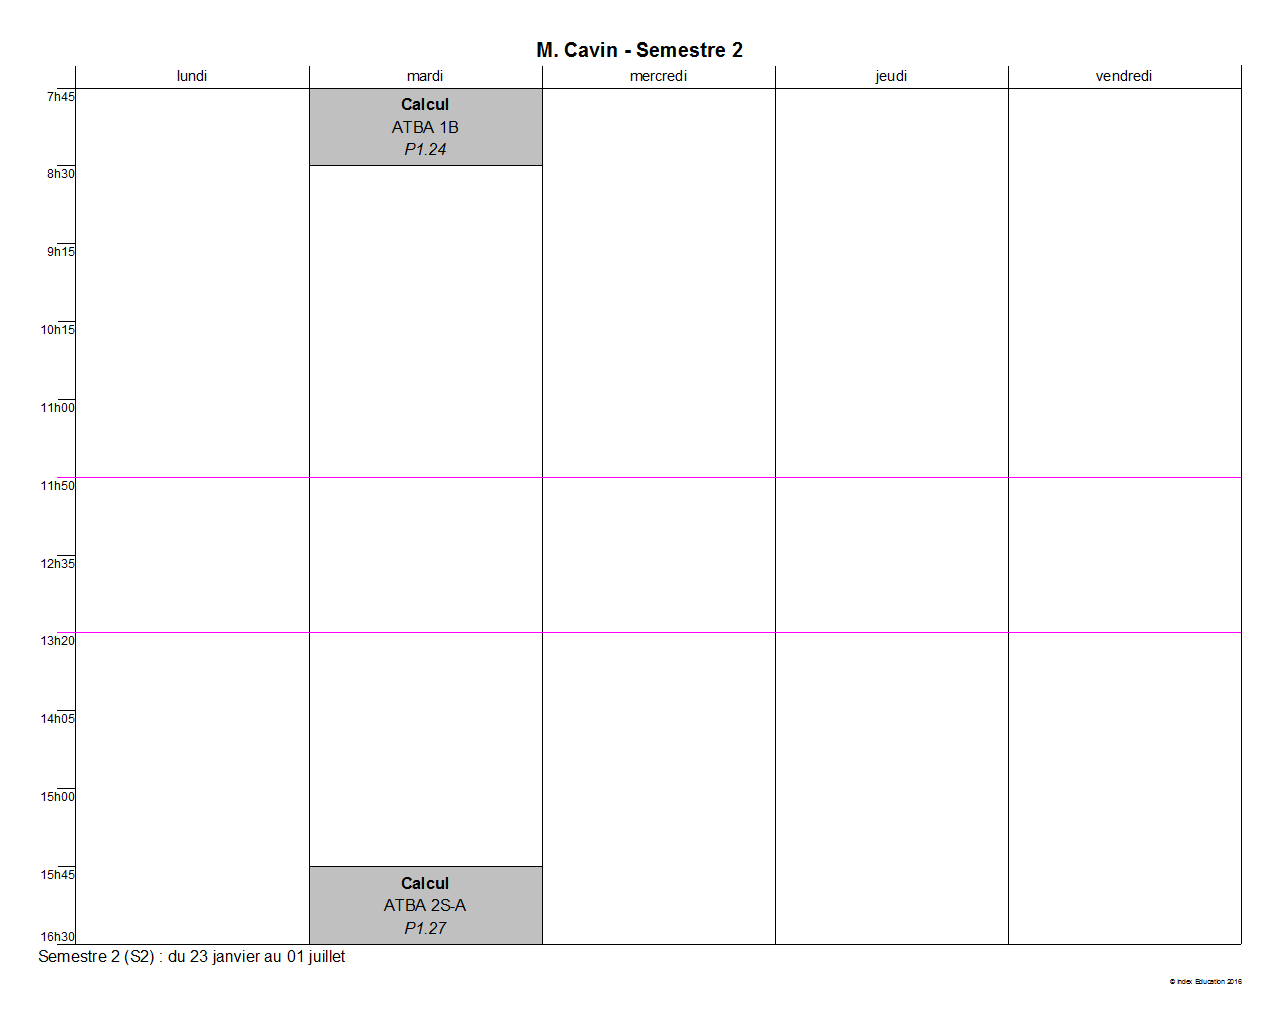 M. Cavin - Semestre 2
lundi mardi mercredi jeudi vendredi
7h45
Calcul
ATBA 1B
P1.24
8h30
9h15
10h15
11h00
11h50
12h35
13h20
14h05
15h00
15h45
Calcul
ATBA 2S-A
P1.27
16h30
Semestre 2 (S2) : du 23 janvier au 01 juillet
© Index Education 2016